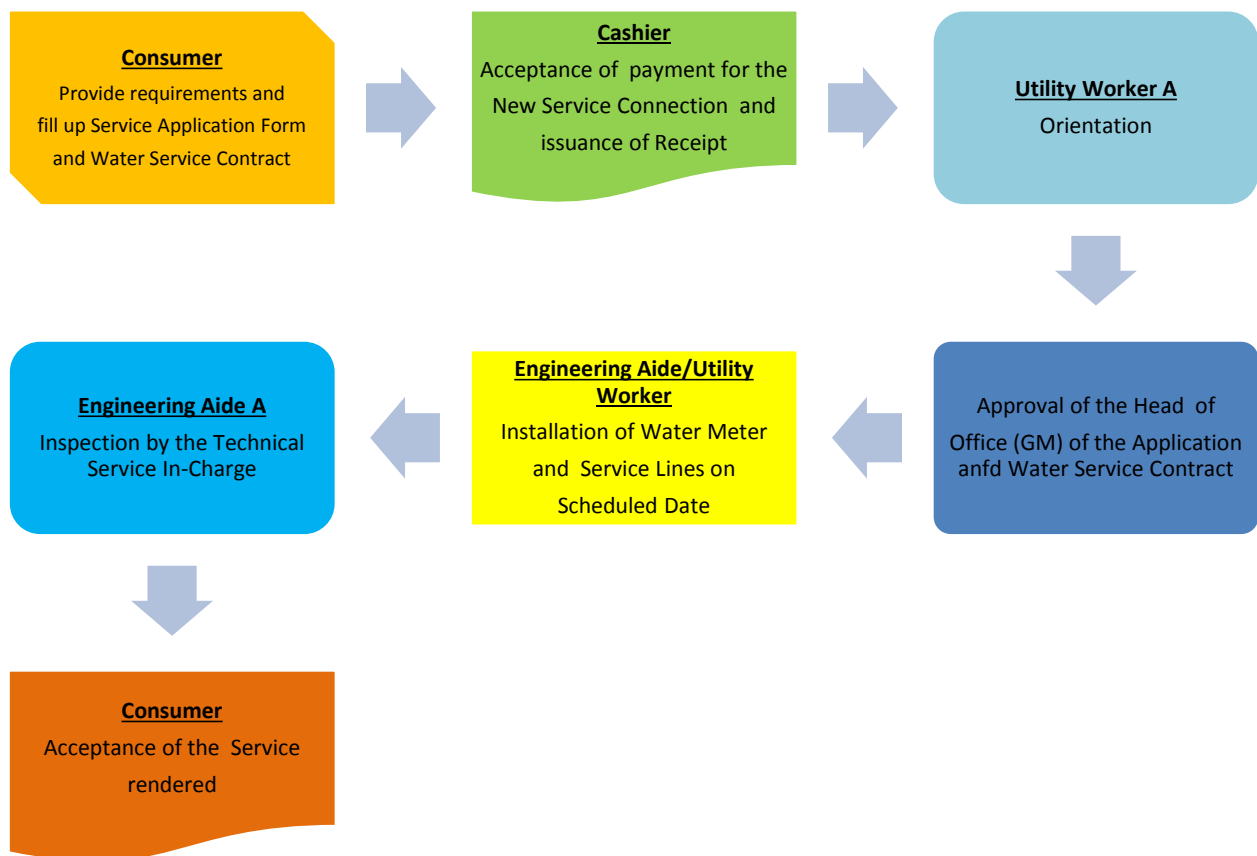 Consumer
Provide requirements and
fill up Service Application Form
and Water Service Contract
Cashier
Acceptance of payment for the
New Service Connection and
issuance of Receipt
Utility Worker A
Orientation
Approval of the Head of
Office (GM) of the Application
anfd Water Service Contract
Engineering Aide/Utility
Worker
Installation of Water Meter
and Service Lines on
Scheduled Date
Engineering Aide A
Inspection by the Technical
Service In-Charge
Consumer
Acceptance of the Service
rendered